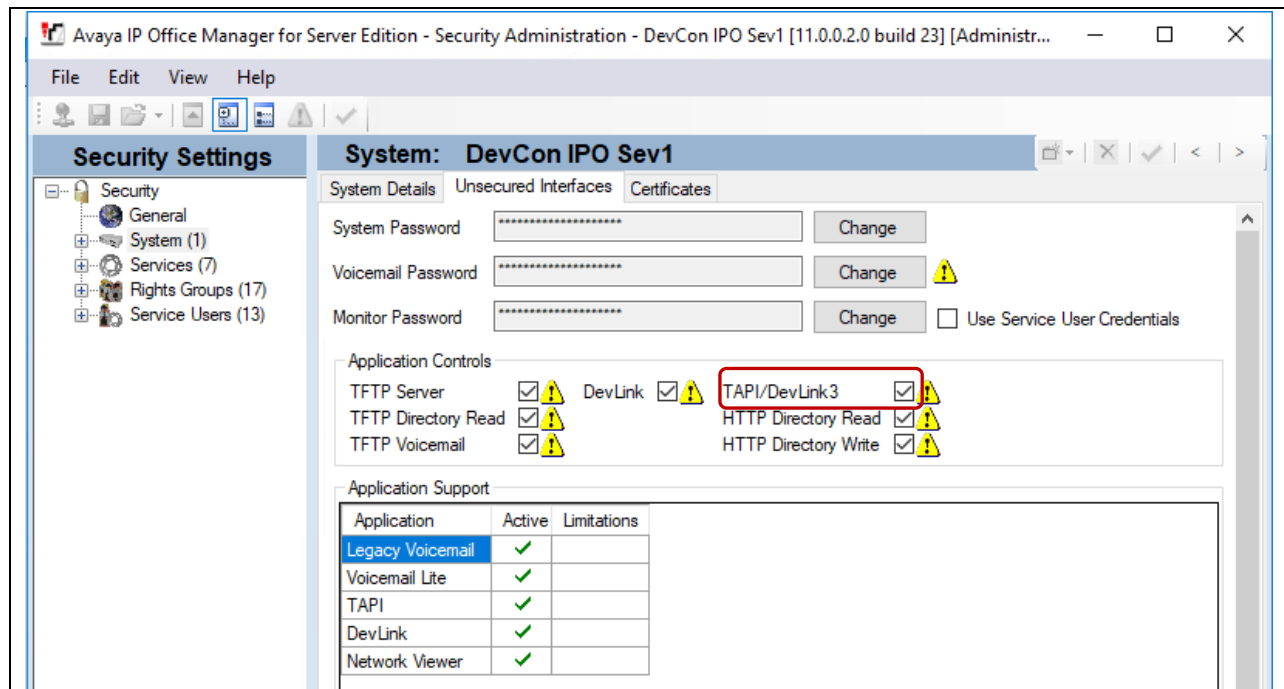 Avaya IP Office Manager for Server Edition - Security Administration - DevCon IPO Sev1 [11.0.0.2.0 build 23] [Administr...
File Edit View Help
Security Settings
Security
General
System (1)
Services (7)
Rights Groups (17)
Service Users (13)
System: DevCon IPO Sev1
System Details Unsecured Interfaces Certificates
System Password ******************** Change
Voicemail Password ******************** Change
Monitor Password ******************** Change Use Service User Credentials
Application Controls
TFTP Server DevLink TAPI/DevLink3
TFTP Directory Read HTTP Directory Read
TFTP Voicemail HTTP Directory Write
Application Support
Application Active Limitations
Legacy Voicemail
Voicemail Lite
TAPI
DevLink
Network Viewer